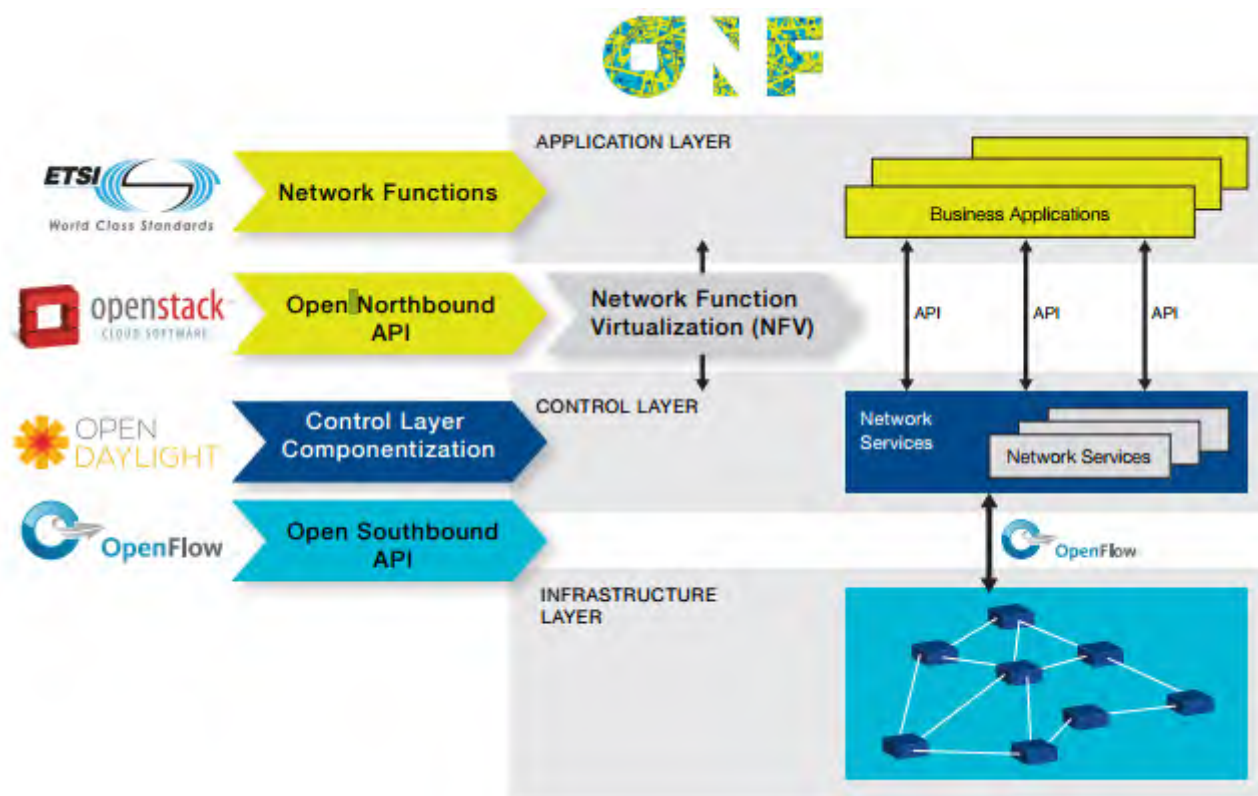 ONF
APPLICATION LAYER
ETSI
World Class Standards
Network Functions
Business Applications
openstack
CLOUD SOFTWARE
Open Northbound
API
Network Function
Virtualization (NFV)
API
API
API
OPEN
DAYLIGHT
Control Layer
Componentization
CONTROL LAYER
Network
Services
Network Services
OpenFlow
Open Southbound
API
OpenFlow
INFRASTRUCTURE
LAYER